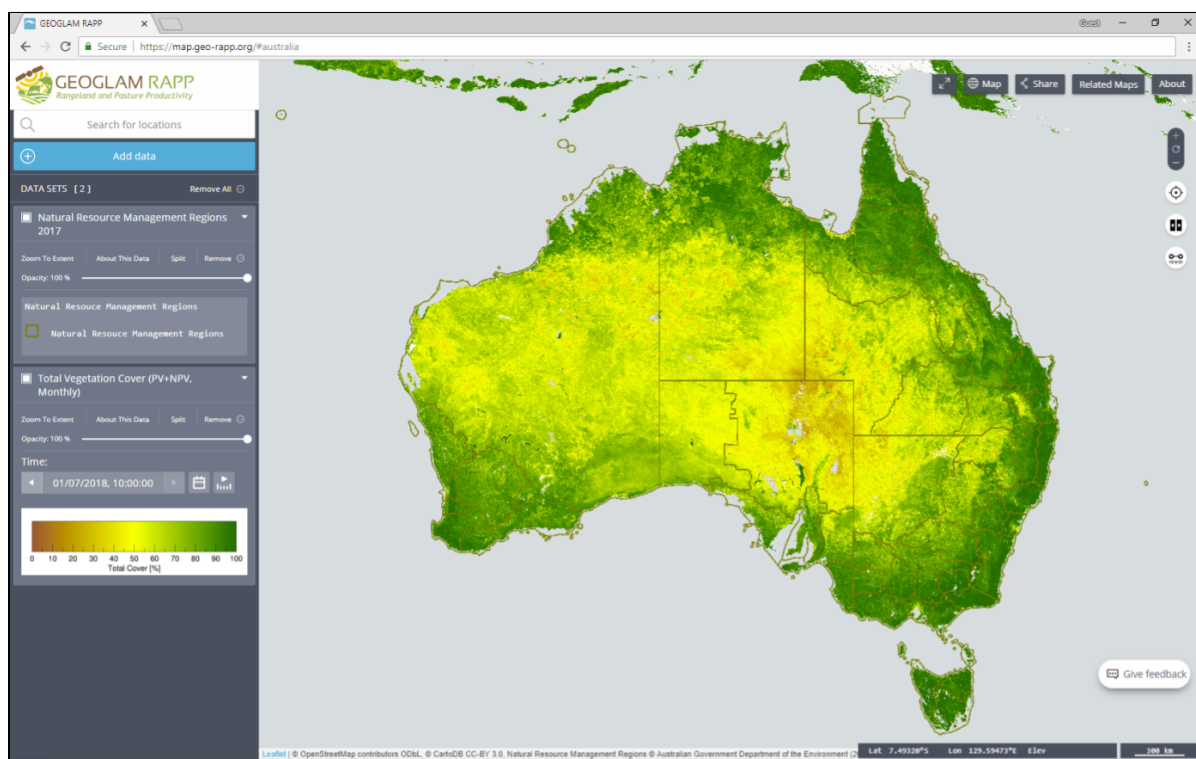 GEOGLAM RAPP
Guest
Secure
https://map.geo-rapp.org/#australia
GEOGLAM RAPP
Rangeland and Pasture Productivity
Map
Share
Related Maps
About
Search for locations
Add data
DATA SETS [ 2 ]
Remove All
Natural Resource Management Regions
2017
Zoom To Extent
About This Data
Split
Remove
Opacity: 100 %
Natural Resouce Management Regions
Natural Resouce Management Regions
Total Vegetation Cover (PV+NPV,
Monthly)
Zoom To Extent
About This Data
Split
Remove
Opacity: 100 %
Time:
01/07/2018, 10:00:00
0 10 20 30 40 50 60 70 80 90 100
Total Cover [%]
Give feedback
Leaflet | © OpenStreetMap contributors ODbL, © CartoDB CC-BY 3.0, Natural Resource Management Regions © Australian Government Department of the Environment
Lat 7.49320°S Lon 129.59473°E Elev
300 km